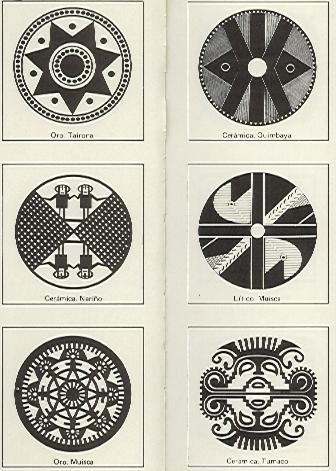 Oro. Tairona
Cerámica. Quimbaya
Cerámica. Nariño
Lítico. Muisca
Oro. Muisca
Cerámica. Tumaco